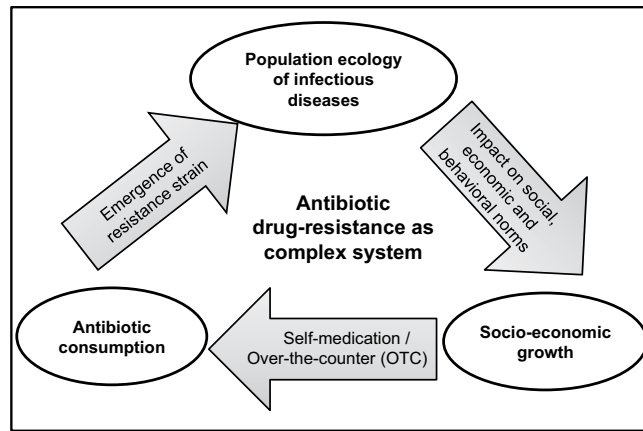 Population ecology
of infectious
diseases
Emergence of
resistance strain
Impact on social,
economic and
behavioral norms
Antibiotic
drug-resistance as
complex system
Antibiotic
consumption
Self-medication /
Over-the-counter (OTC)
Socio-economic
growth